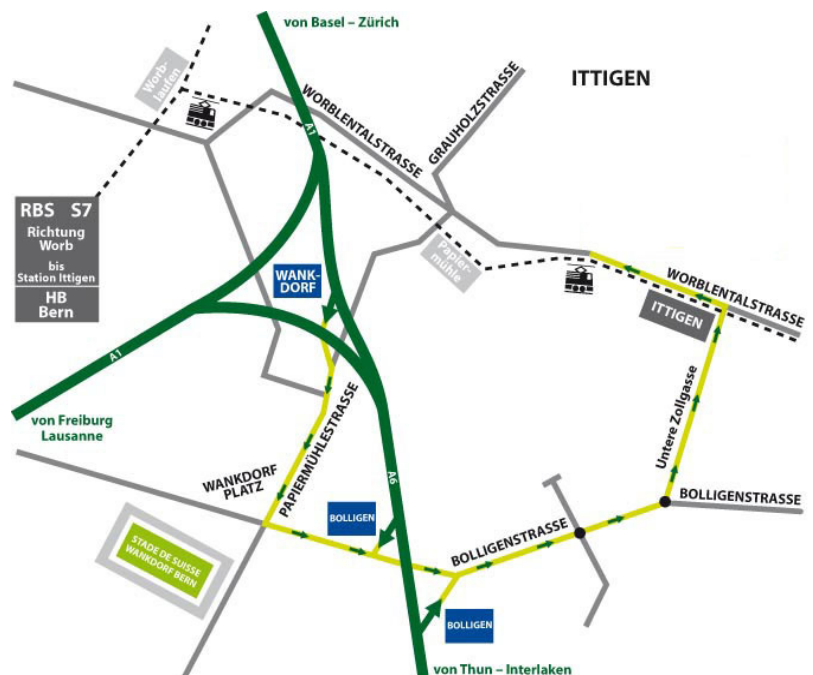 von Basel – Zürich
Worb-
laufen
WORBLENTALSTRASSE
GRAUHOLZSTRASSE
ITTIGEN
A1
RBS S7
Richtung
Worb
bis
Station Ittigen
HB
Bern
Papier-
mühle
WANK-
DORF
WORBLENTALSTRASSE
ITTIGEN
A1
von Freiburg
Lausanne
PAPIERMÜHLESTRASSE
Untere Zollgasse
WANKDORF
PLATZ
A6
BOLLIGENSTRASSE
BOLLIGEN
BOLLIGENSTRASSE
STADE DE SUISSE
WANKDORF BERN
BOLLIGEN
von Thun – Interlaken